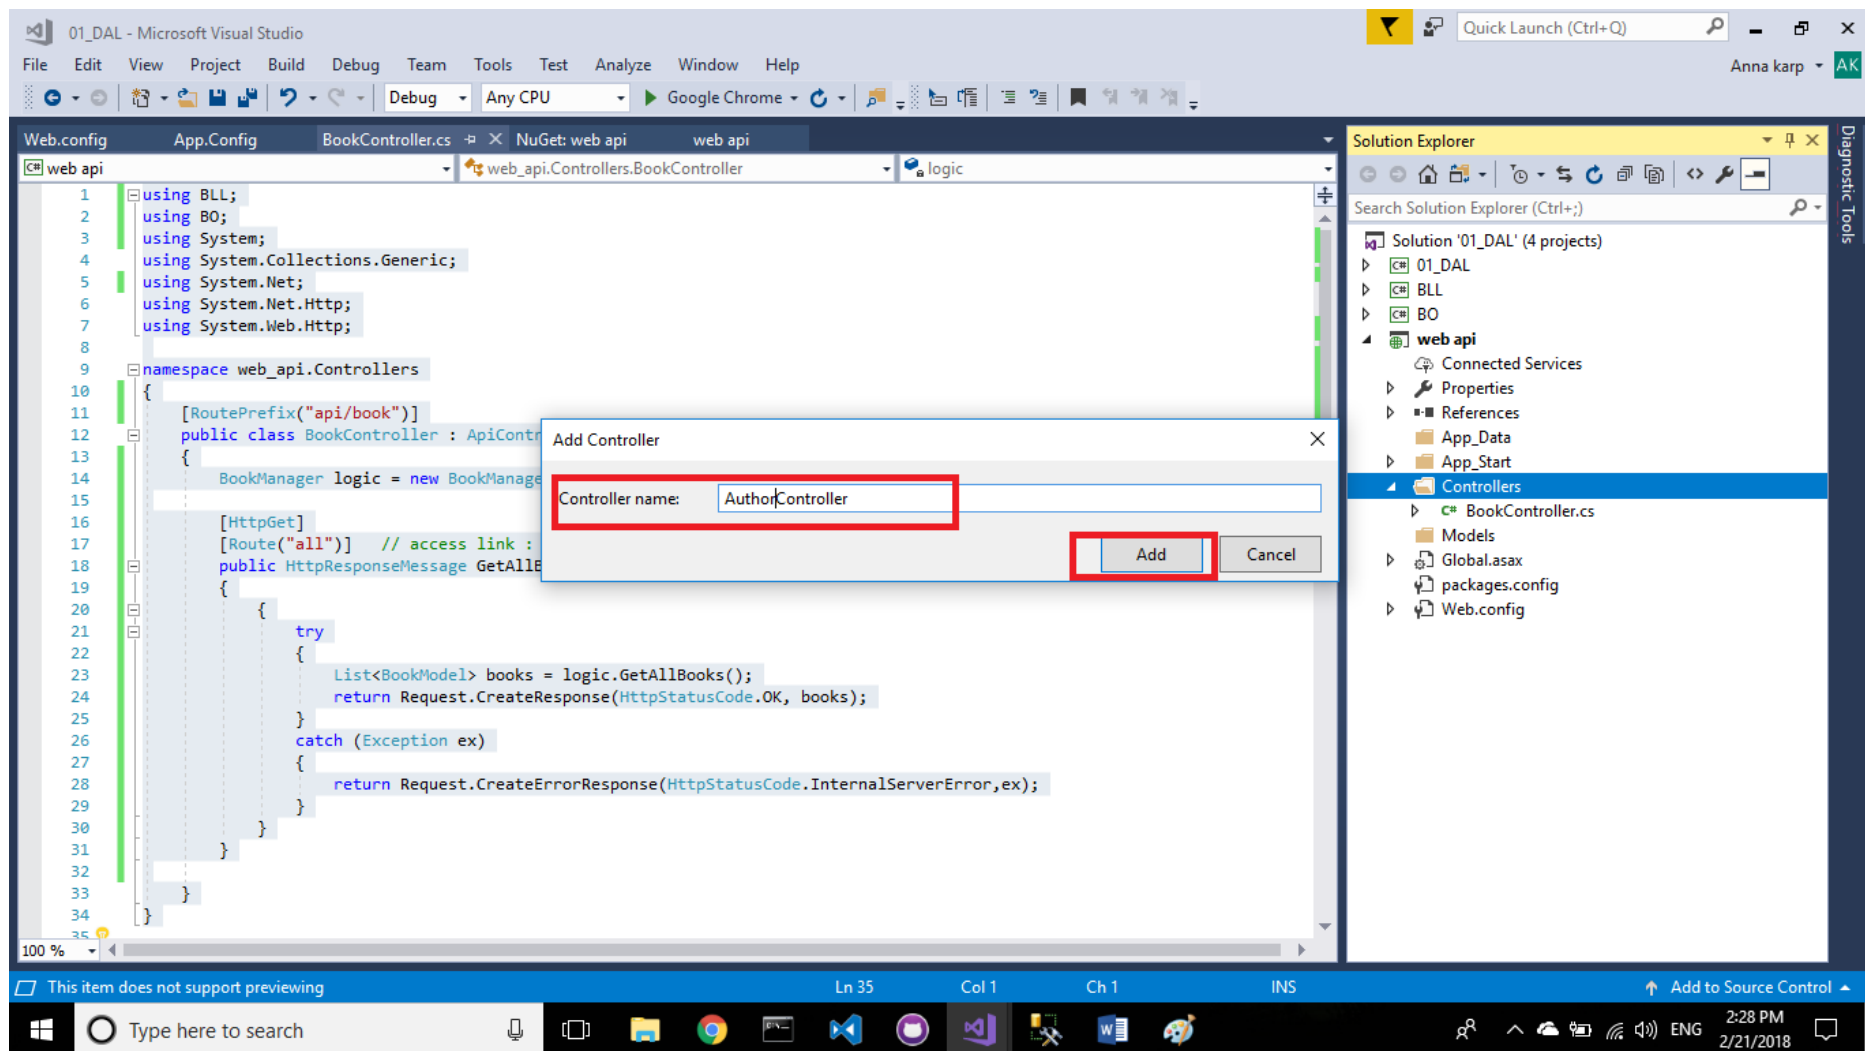 01_DAL - Microsoft Visual Studio
Quick Launch (Ctrl+Q)
File Edit View Project Build Debug Team Tools Test Analyze Window Help
Anna karp AK
Debug Any CPU Google Chrome
Web.config App.Config BookController.cs NuGet: web api web api
web api web_api.Controllers.BookController logic
1 using BLL;
2 using BO;
3 using System;
4 using System.Collections.Generic;
5 using System.Net;
6 using System.Net.Http;
7 using System.Web.Http;
8
9 namespace web_api.Controllers
10 {
11 [RoutePrefix("api/book")]
12 public class BookController : ApiContr
13 {
14 BookManager logic = new BookManage
15
16 [HttpGet]
17 [Route("all")] // access link :
18 public HttpResponseMessage GetAllB
19 {
20 {
21 try
22 {
23 List<BookModel> books = logic.GetAllBooks();
24 return Request.CreateResponse(HttpStatusCode.OK, books);
25 }
26 catch (Exception ex)
27 {
28 return Request.CreateErrorResponse(HttpStatusCode.InternalServerError,ex);
29 }
30 }
31 }
32
33 }
34 }
35
100 %
Add Controller
Controller name: AuthorController
Add Cancel
Solution Explorer
Search Solution Explorer (Ctrl+;)
Solution '01_DAL' (4 projects)
C# 01_DAL
C# BLL
C# BO
web api
Connected Services
Properties
References
App_Data
App_Start
Controllers
C# BookController.cs
Models
Global.asax
packages.config
Web.config
Diagnostic Tools
This item does not support previewing Ln 35 Col 1 Ch 1 INS Add to Source Control
Type here to search
ENG
2:28 PM
2/21/2018